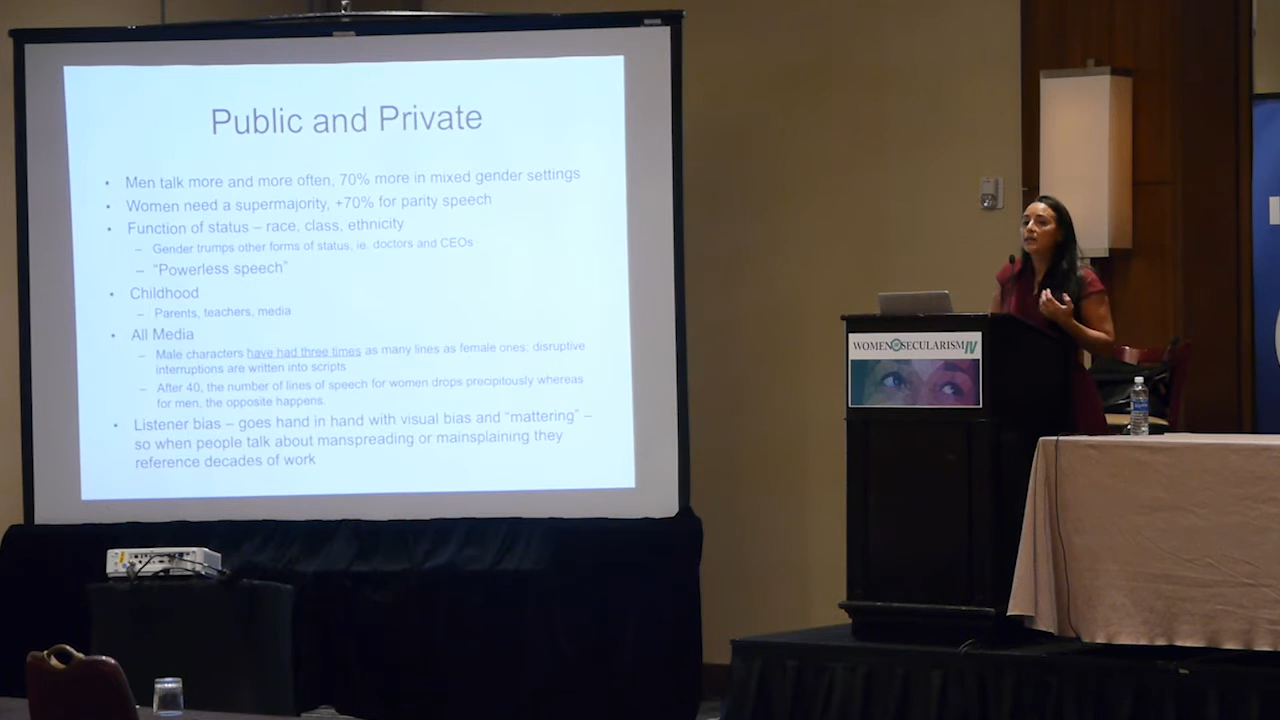 Public and Private
• Men talk more and more often, 70% more in mixed gender settings
• Women need a supermajority, +70% for parity speech
• Function of status – race, class, ethnicity
– Gender trumps other forms of status, ie. doctors and CEOs
– "Powerless speech"
• Childhood
– Parents, teachers, media
• All Media
– Male characters have had three times as many lines as female ones; disruptive
interruptions are written into scripts
– After 40, the number of lines of speech for women drops precipitously whereas
for men, the opposite happens.
• Listener bias – goes hand in hand with visual bias and "mattering" –
so when people talk about manspreading or mainsplaining they
reference decades of work
WOMEN in SECULARISM IV